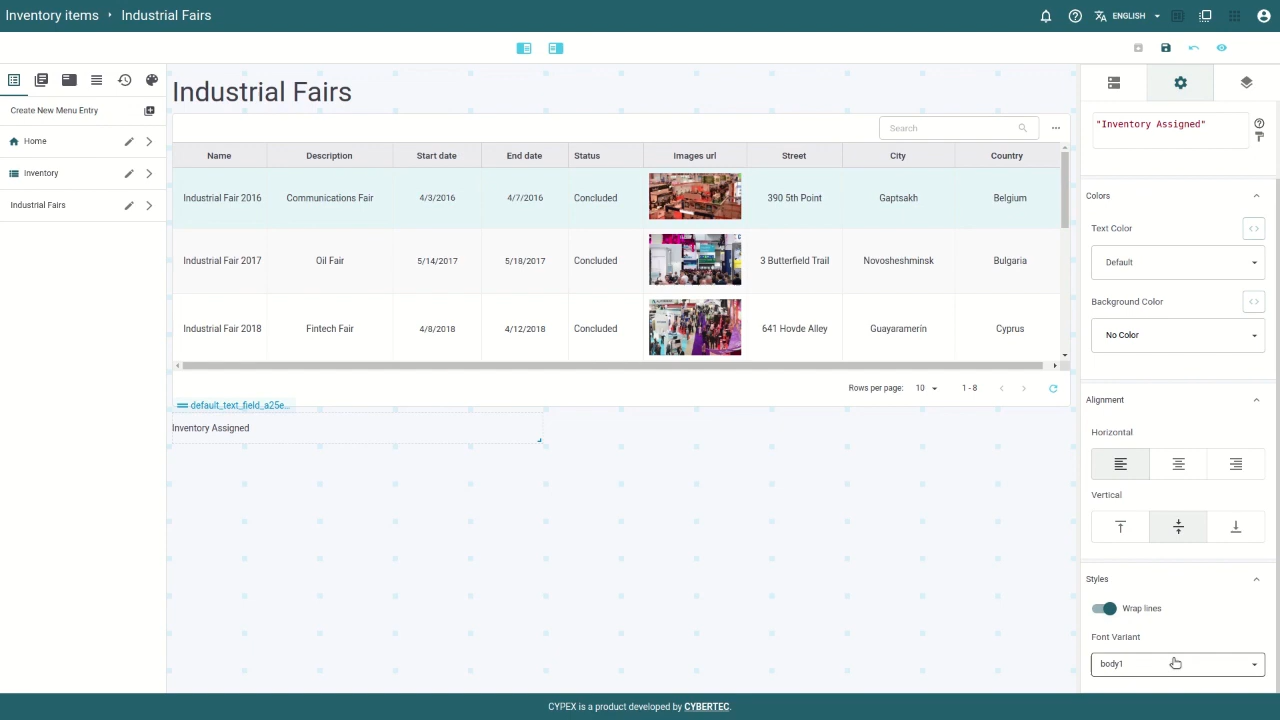 Inventory items • Industrial Fairs
ENGLISH
Create New Menu Entry
Home
Inventory
Industrial Fairs
Industrial Fairs
Search
Name Description Start date End date Status Images url Street City Country
Industrial Fair 2016 Communications Fair 4/3/2016 4/7/2016 Concluded 390 5th Point Gaptsakh Belgium
Industrial Fair 2017 Oil Fair 5/14/2017 5/18/2017 Concluded 3 Butterfield Trail Novosheshminsk Bulgaria
Industrial Fair 2018 Fintech Fair 4/8/2018 4/12/2018 Concluded 641 Hovde Alley Guayaramerín Cyprus
Rows per page: 10 1 - 8
default_text_field_a25e...
Inventory Assigned
"Inventory Assigned"
Colors
Text Color
Default
Background Color
No Color
Alignment
Horizontal
Vertical
Styles
Wrap lines
Font Variant
body1
CYPEX is a product developed by CYBERTEC.